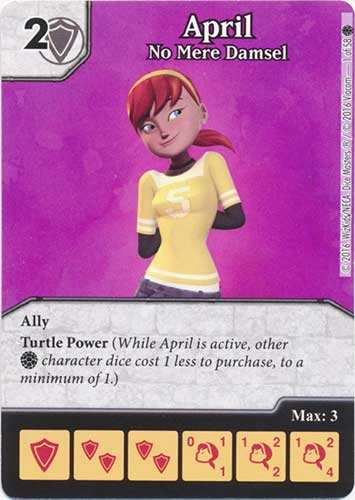 2
April
No Mere Damsel
© 2016 WizKids/NECA. Dice Masters /R/ / © 2016 Viacom — 1 of 58
5
Ally
Turtle Power (While April is active, other
character dice cost 1 less to purchase, to a
minimum of 1.)
Max: 3
0 1 1
1 2 2
1 2 4